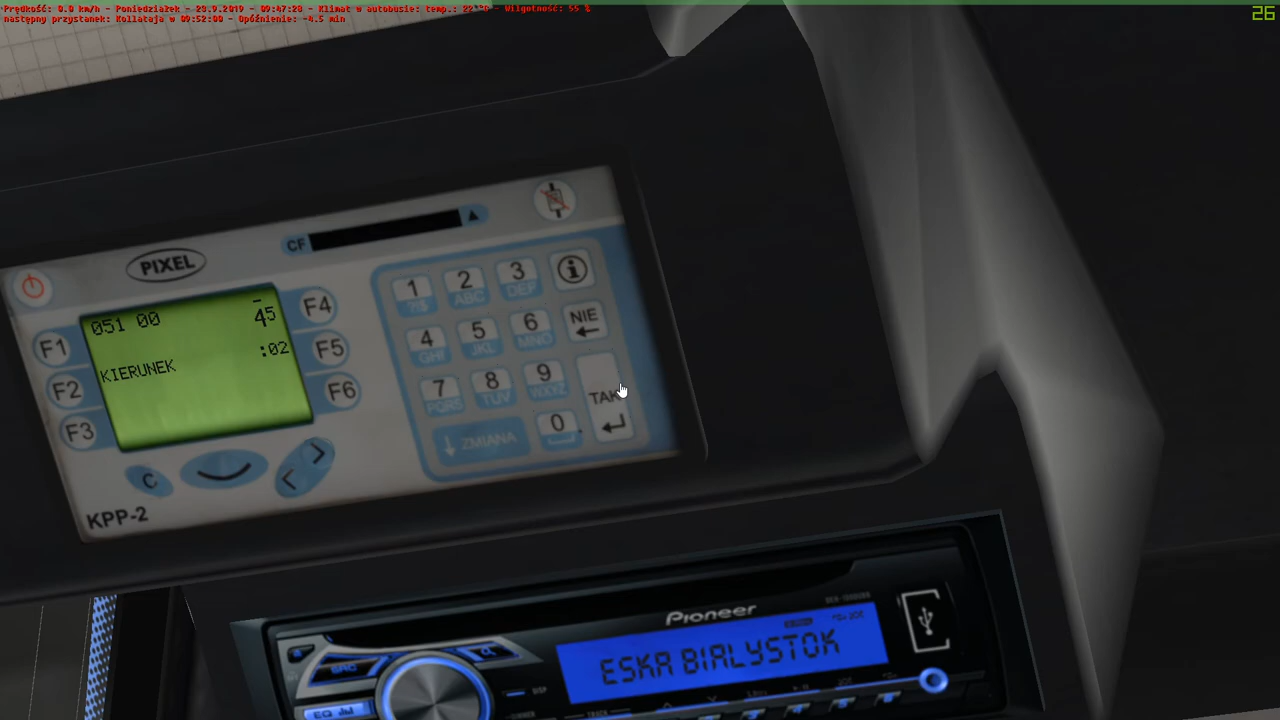 Prędkość: 0.0 km/h - Poniedziałek - 23.9.2019 - 09:47:28 - Klimat w autobusie: temp.: 22 °C - Wilgotność: 55 %
następny przystanek: Kollataja w 09:52:00 - Opóźnienie: -4.5 min
26
CF
PIXEL
051 00
45
:02
KIERUNEK
F1
F2
F3
F4
F5
F6
1
2 ABC
3 DEF
4 GHI
5 JKL
6 MNO
7 PQRS
8 TUV
9 WXYZ
0
NIE
TAK
ZMIANA
C
KPP-2
Pioneer
ESKA BIALYSTOK
EQ
DISP